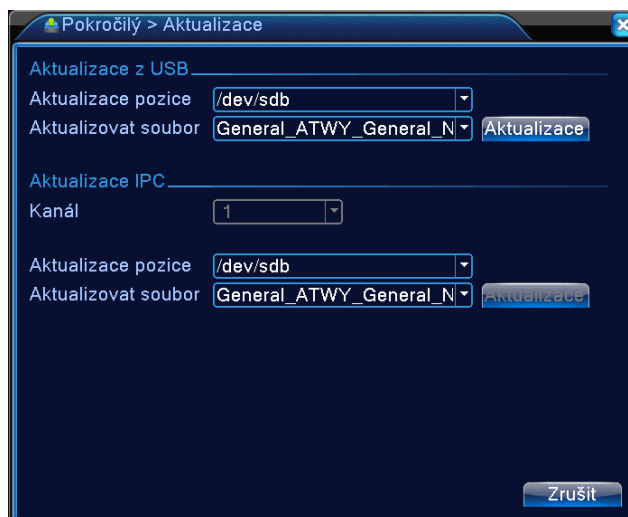 Pokročilý > Aktualizace
Aktualizace z USB
Aktualizace pozice /dev/sdb
Aktualizovat soubor General_ATWY_General_N Aktualizace
Aktualizace IPC
Kanál 1
Aktualizace pozice /dev/sdb
Aktualizovat soubor General_ATWY_General_N Aktualizace
Zrušit